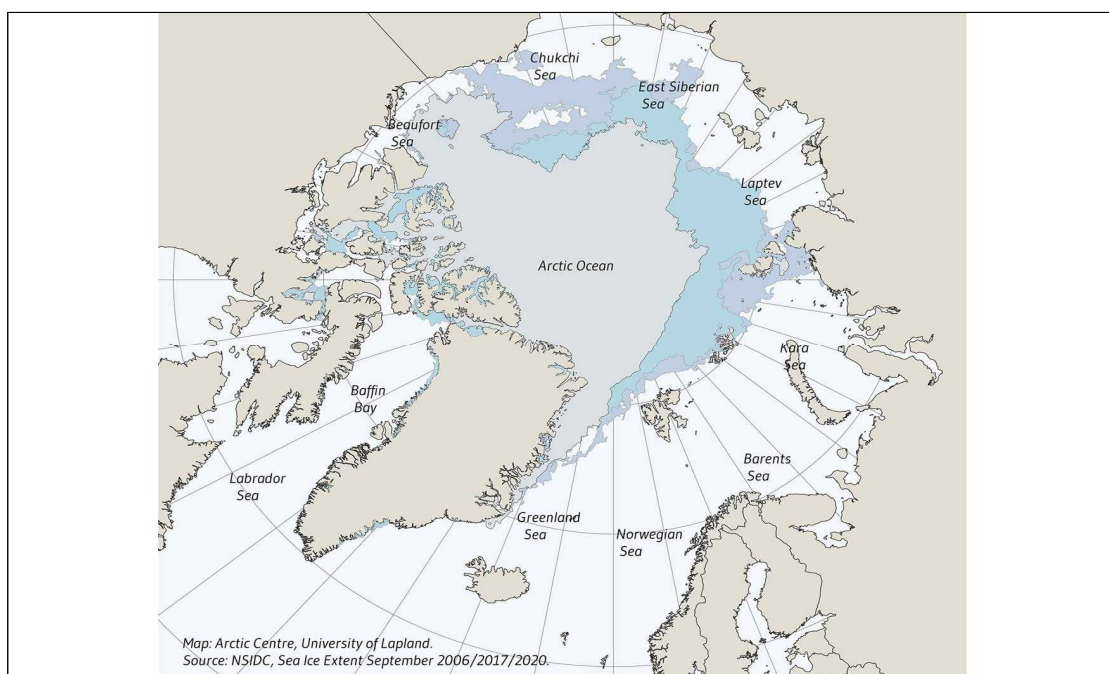 Chukchi
Sea
East Siberian
Sea
Beaufort
Sea
Laptev
Sea
Arctic Ocean
Kara
Sea
Baffin
Bay
Barents
Sea
Labrador
Sea
Greenland
Sea
Norwegian
Sea
Map: Arctic Centre, University of Lapland.
Source: NSIDC, Sea Ice Extent September 2006/2017/2020.